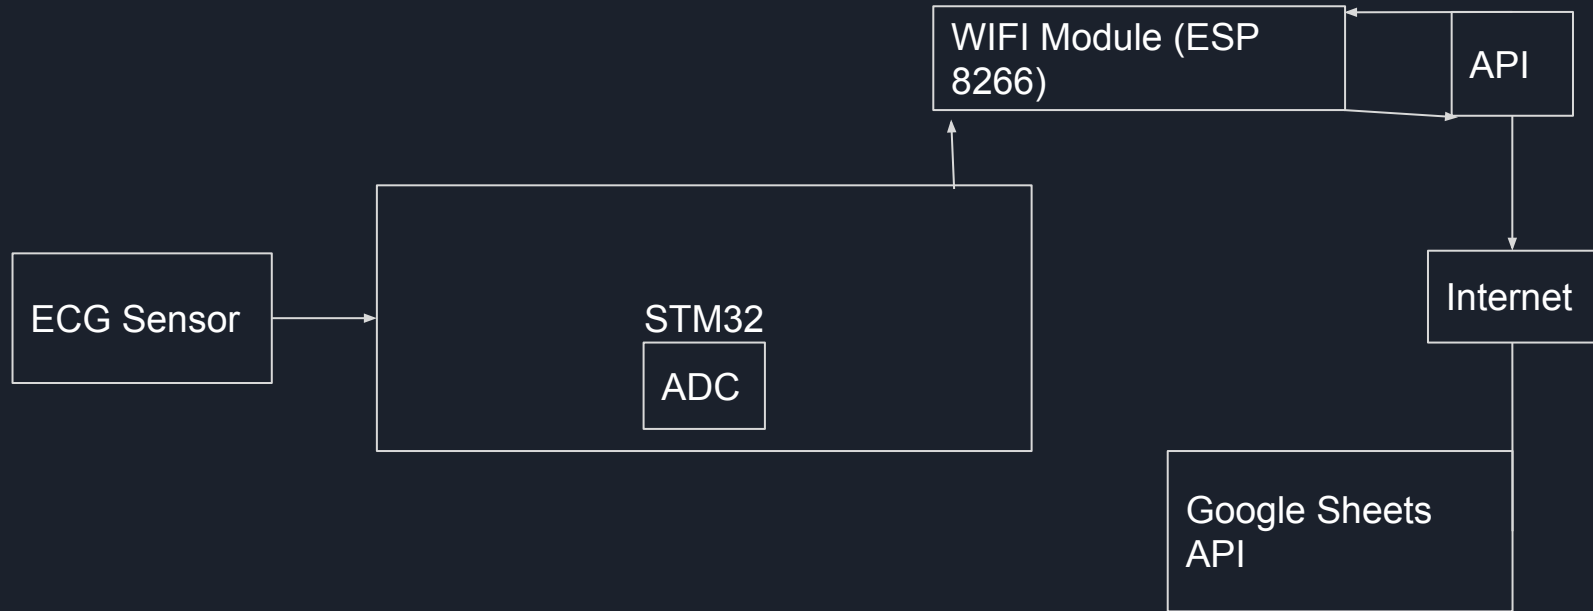 WIFI Module (ESP
8266)
API
ECG Sensor
STM32
ADC
Internet
Google Sheets
API